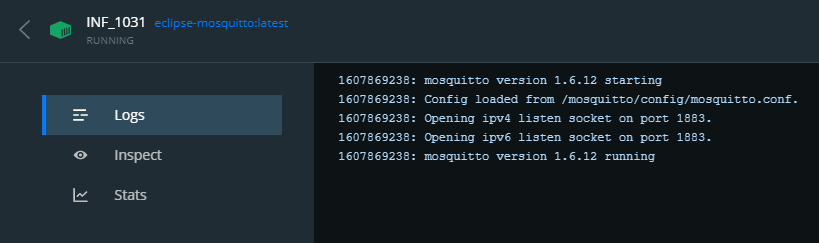 INF_1031 eclipse-mosquitto:latest
RUNNING
Logs
Inspect
Stats
1607869238: mosquitto version 1.6.12 starting
1607869238: Config loaded from /mosquitto/config/mosquitto.conf.
1607869238: Opening ipv4 listen socket on port 1883.
1607869238: Opening ipv6 listen socket on port 1883.
1607869238: mosquitto version 1.6.12 running